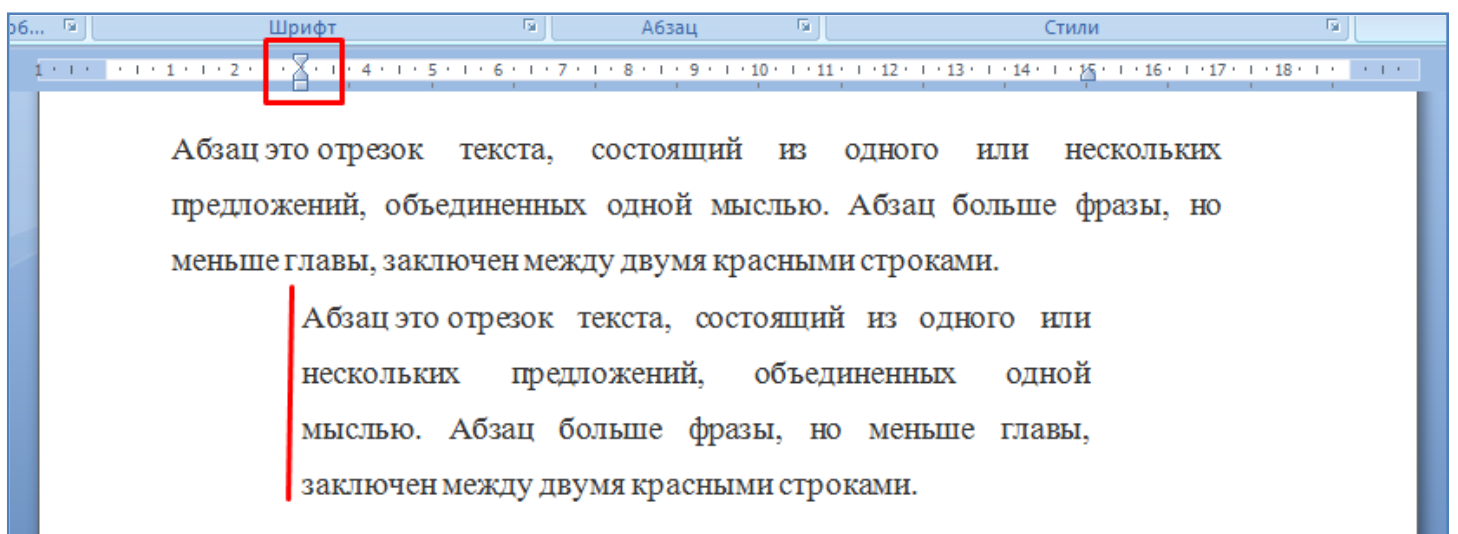 об... Шрифт Абзац Стили
1 1 2 4 5 6 7 8 9 10 11 12 13 14 15 16 17 18
Абзац это отрезок текста, состоящий из одного или нескольких
предложений, объединенных одной мыслью. Абзац больше фразы, но
меньше главы, заключен между двумя красными строками.
Абзац это отрезок текста, состоящий из одного или
нескольких предложений, объединенных одной
мыслью. Абзац больше фразы, но меньше главы,
заключен между двумя красными строками.